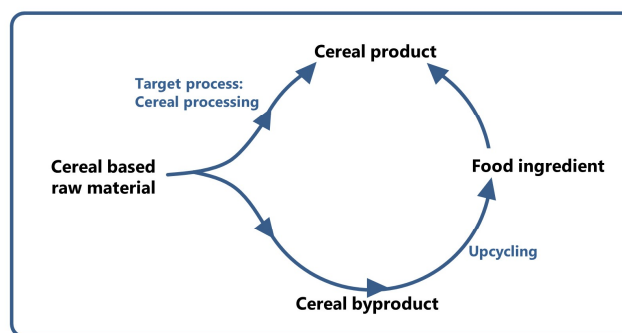 Cereal product
Target process:
Cereal processing
Cereal based
raw material
Food ingredient
Upcycling
Cereal byproduct